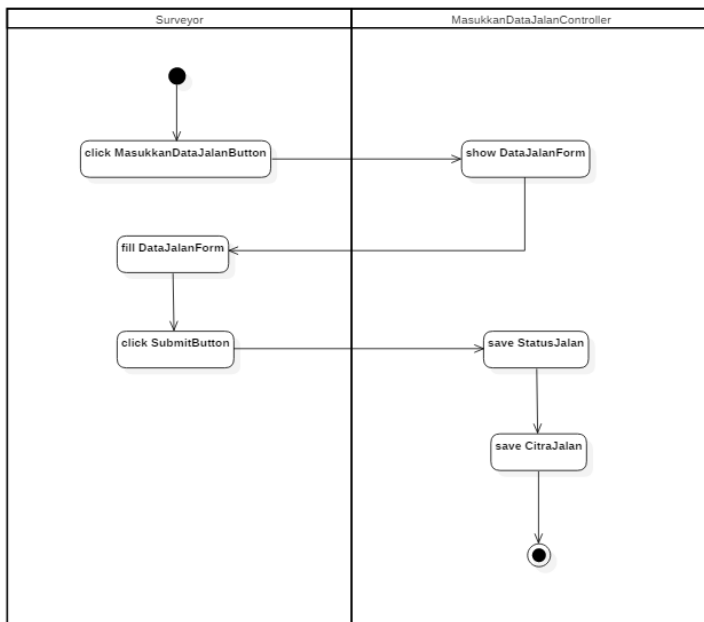 Surveyor
MasukkanDataJalanController
click MasukkanDataJalanButton
show DataJalanForm
fill DataJalanForm
click SubmitButton
save StatusJalan
save CitraJalan